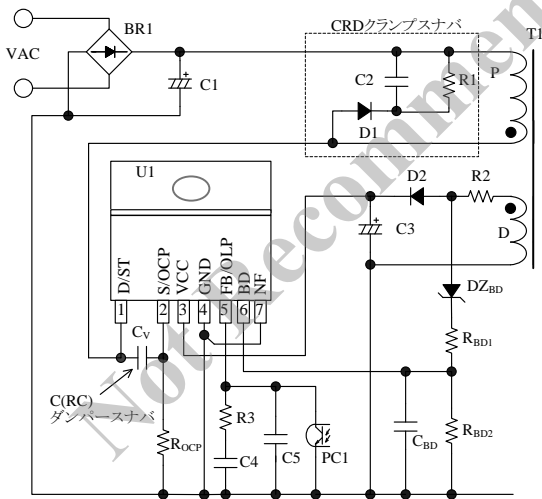 BR1
VAC
C1
CRDクランプスナバ
C2
R1
D1
T1
P
U1
D/ST
S/OCP
VCC
GND
FB/OLP
BD
NF
1
2
3
4
5
6
7
D2
R2
C3
D
DZBD
RBD1
CV
C(RC)
ダンパースナバ
ROCP
R3
C4
C5
PC1
CBD
RBD2
Not Recommen